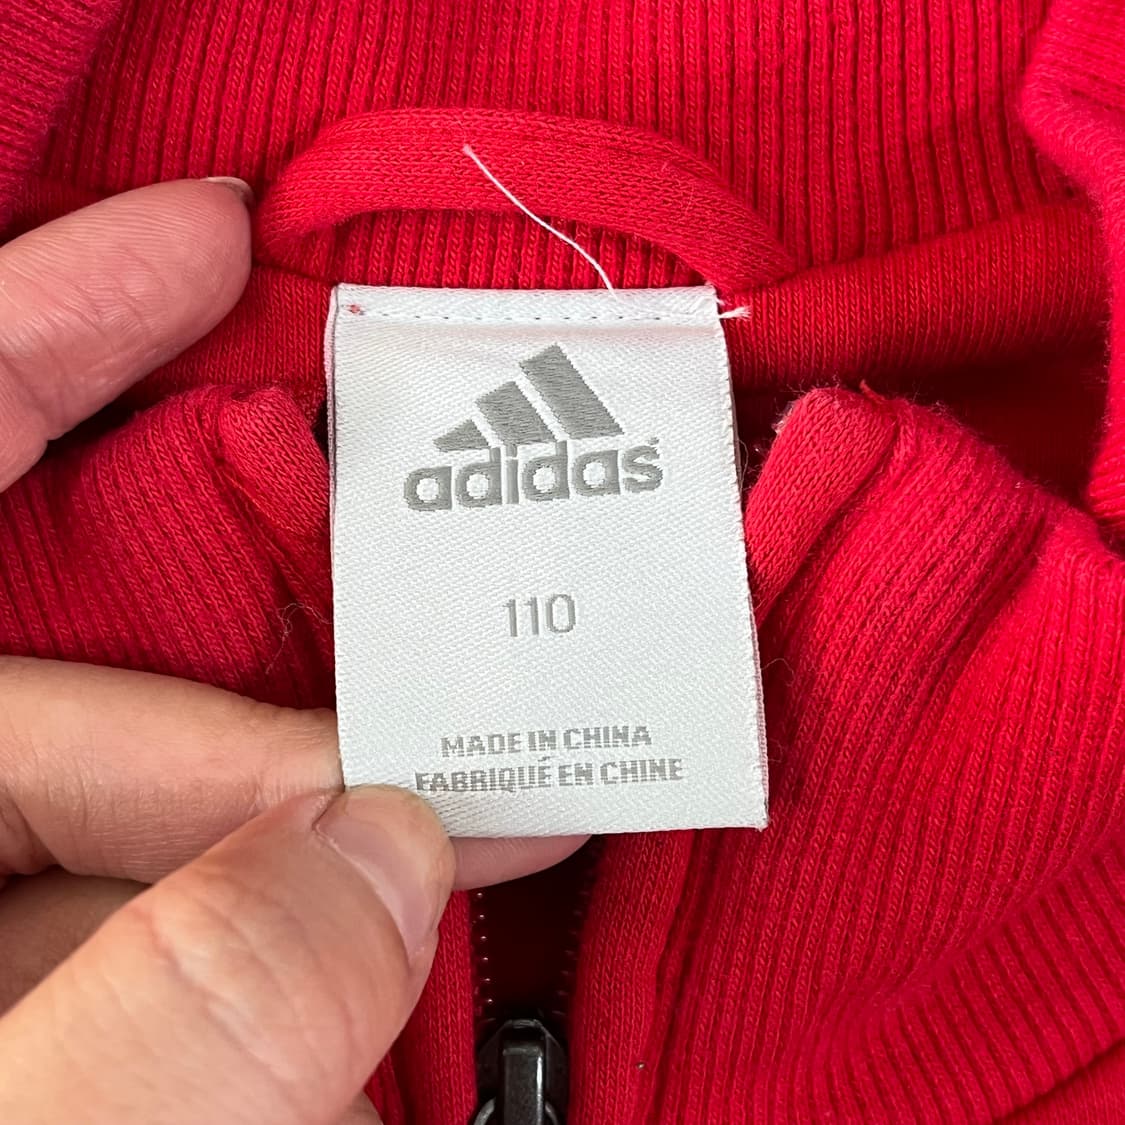 adidas
110
MADE IN CHINA
FABRIQUÉ EN CHINE